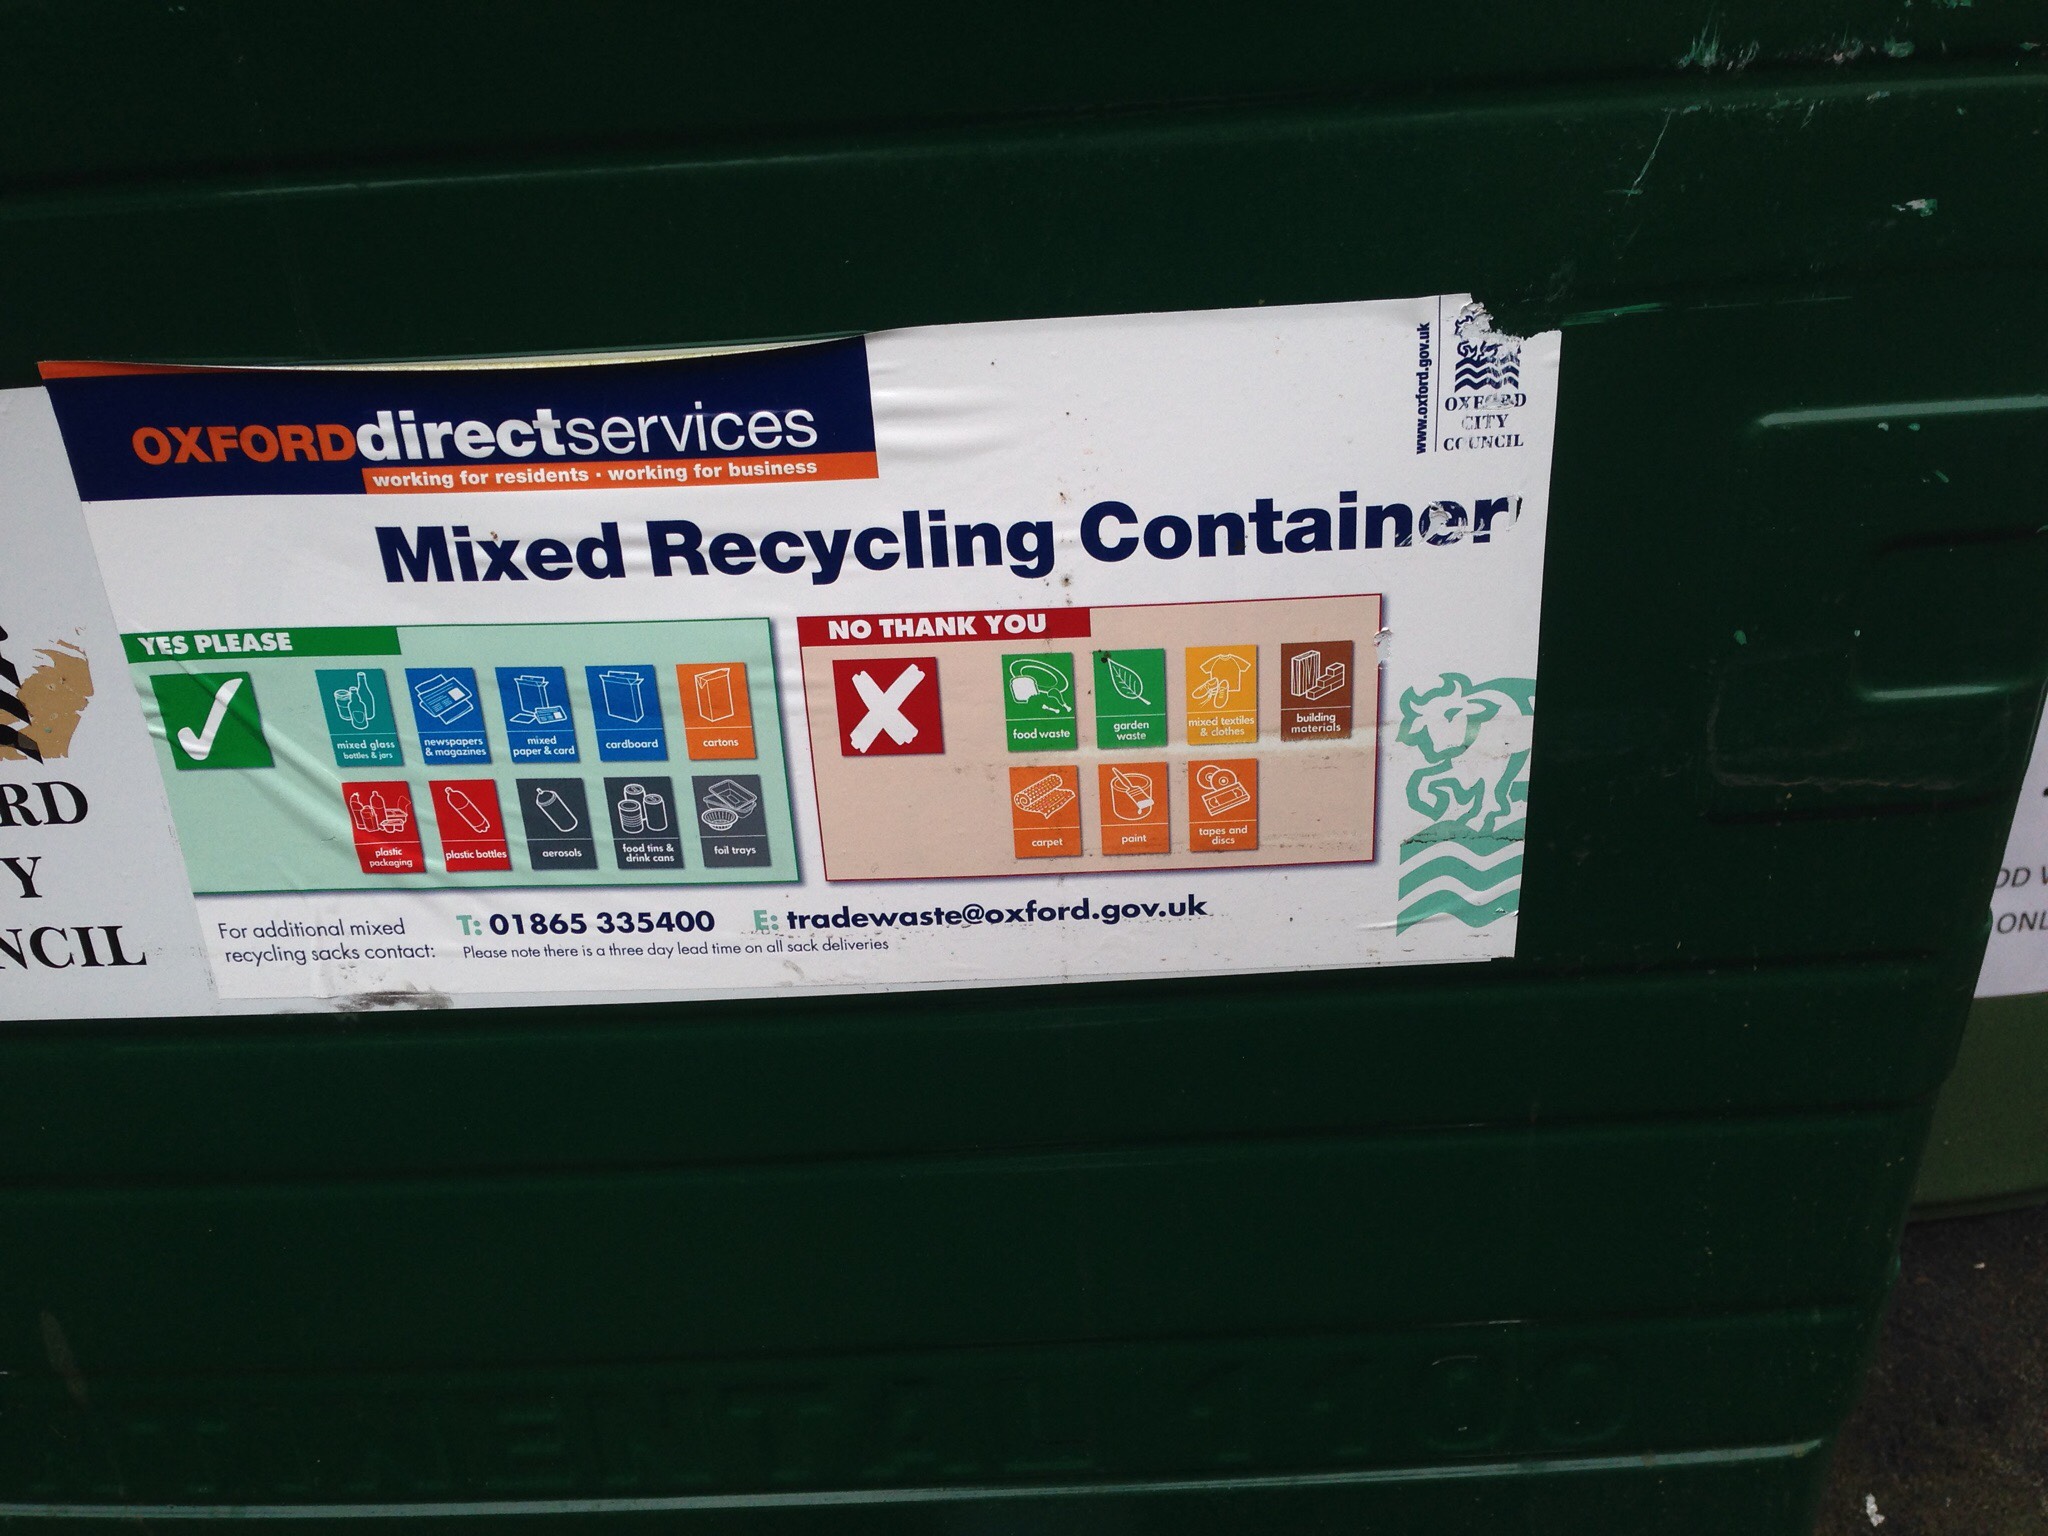 OXFORDdirectservices
working for residents · working for business
www.oxford.gov.uk
OXFORD
CITY
COUNCIL
Mixed Recycling Container
YES PLEASE
mixed glass
bottles & jars
newspapers
& magazines
mixed
paper & card
cardboard
cartons
plastic
packaging
plastic bottles
aerosols
food tins &
drink cans
foil trays
NO THANK YOU
food waste
garden
waste
mixed textiles
& clothes
building
materials
carpet
paint
tapes and
discs
For additional mixed
recycling sacks contact:
T: 01865 335400 E: tradewaste@oxford.gov.uk
Please note there is a three day lead time on all sack deliveries
RD
Y
NCIL
OD
ONL